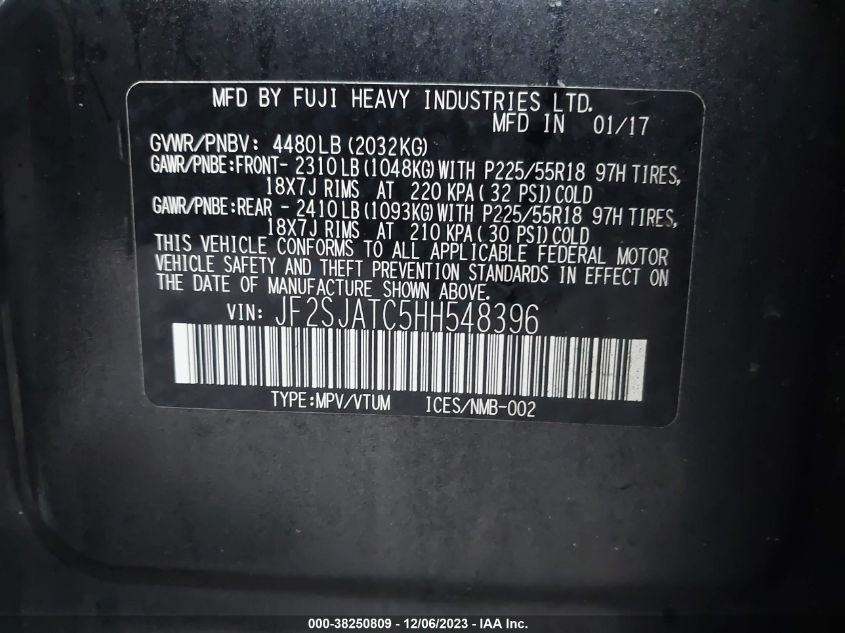 MFD BY FUJI HEAVY INDUSTRIES LTD.
MFD IN 01/17
GVWR/PNBV: 4480LB(2032KG)
GAWR/PNBE:FRONT- 2310LB(1048KG)WITH P225/55R18 97H TIRES,
18X7J RIMS AT 220 KPA( 32 PSI)COLD
GAWR/PNBE:REAR - 2410LB(1093KG)WITH P225/55R18 97H TIRES,
18X7J RIMS AT 210 KPA( 30 PSI)COLD
THIS VEHICLE CONFORMS TO ALL APPLICABLE FEDERAL MOTOR
VEHICLE SAFETY AND THEFT PREVENTION STANDARDS IN EFFECT ON
THE DATE OF MANUFACTURE SHOWN ABOVE.
VIN: JF2SJATC5HH548396
TYPE:MPV/VTUM ICES/NMB-002
000-38250809 - 12/06/2023 - IAA Inc.